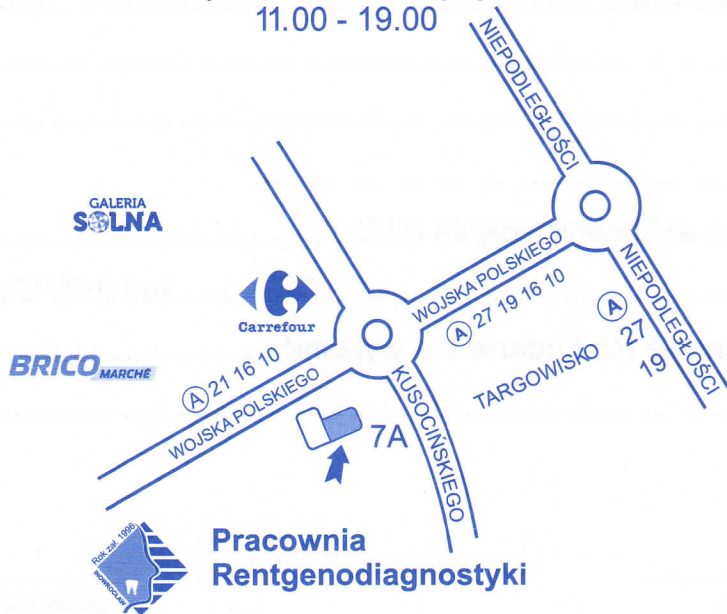 11.00 - 19.00
NIEPODLEGŁOŚCI
GALERIA
SOLNA
WOJSKA POLSKIEGO
NIEPODLEGŁOŚCI
Carrefour
A 27 19 16 10
A 27 19
BRICO MARCHÉ
A 21 16 10
TARGOWISKO
WOJSKA POLSKIEGO
KUSOCIŃSKIEGO
7A
Rok zał. 1996
INOWROCŁAW
Pracownia
Rentgenodiagnostyki